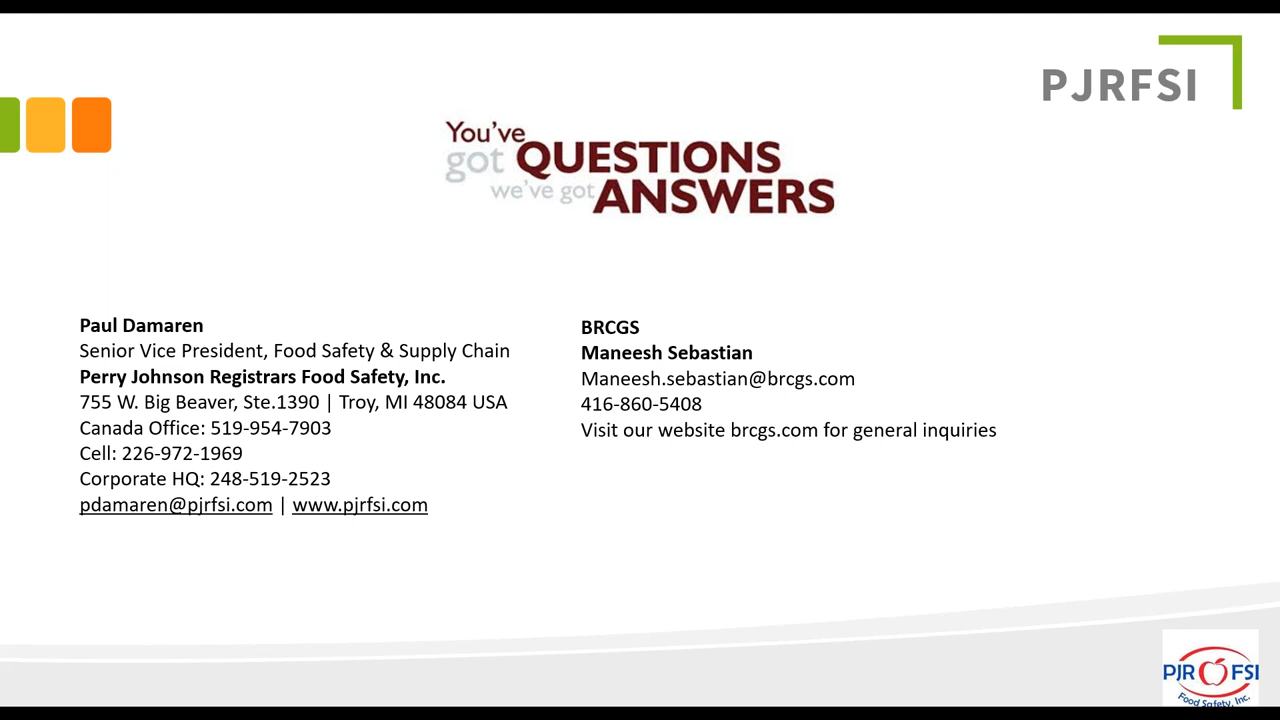 PJRFSI
You've
got QUESTIONS
we've got ANSWERS
Paul Damaren
Senior Vice President, Food Safety & Supply Chain
Perry Johnson Registrars Food Safety, Inc.
755 W. Big Beaver, Ste.1390 | Troy, MI 48084 USA
Canada Office: 519-954-7903
Cell: 226-972-1969
Corporate HQ: 248-519-2523
pdamaren@pjrfsi.com | www.pjrfsi.com
BRCGS
Maneesh Sebastian
Maneesh.sebastian@brcgs.com
416-860-5408
Visit our website brcgs.com for general inquiries
PJR FSI
Food Safety, Inc.